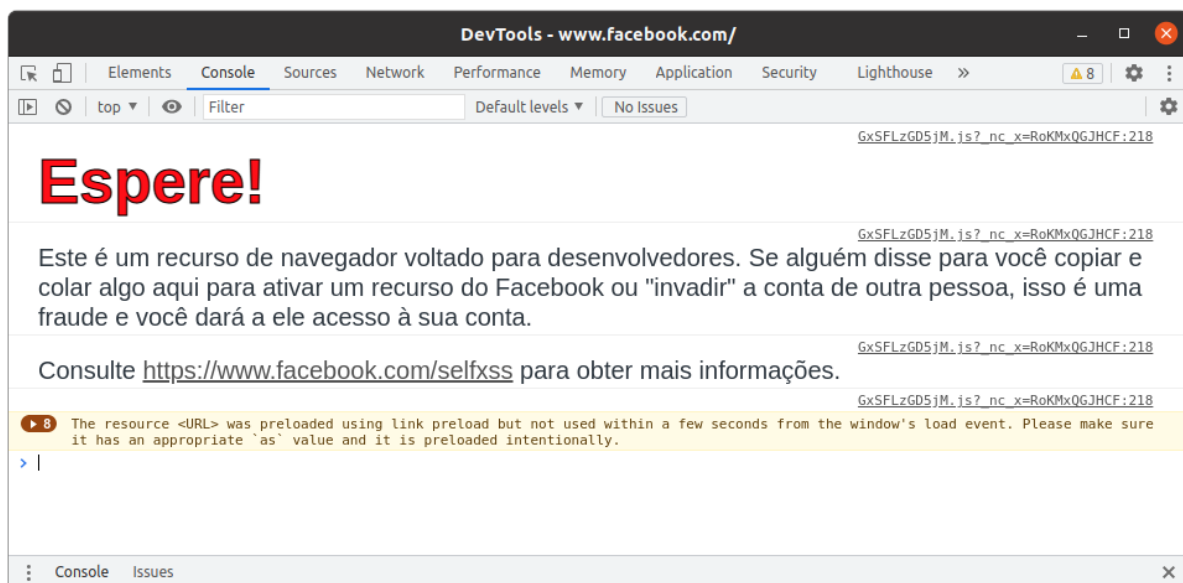 DevTools - www.facebook.com/
Elements Console Sources Network Performance Memory Application Security Lighthouse » 8
top ▼ Filter Default levels ▼ No Issues
GxSFLzGD5jM.js?_nc_x=RoKMxQGJHCF:218
Espere!
GxSFLzGD5jM.js?_nc_x=RoKMxQGJHCF:218
Este é um recurso de navegador voltado para desenvolvedores. Se alguém disse para você copiar e
colar algo aqui para ativar um recurso do Facebook ou "invadir" a conta de outra pessoa, isso é uma
fraude e você dará a ele acesso à sua conta.
GxSFLzGD5jM.js?_nc_x=RoKMxQGJHCF:218
Consulte https://www.facebook.com/selfxss para obter mais informações.
GxSFLzGD5jM.js?_nc_x=RoKMxQGJHCF:218
8 The resource <URL> was preloaded using link preload but not used within a few seconds from the window's load event. Please make sure
it has an appropriate `as` value and it is preloaded intentionally.
>
Console Issues